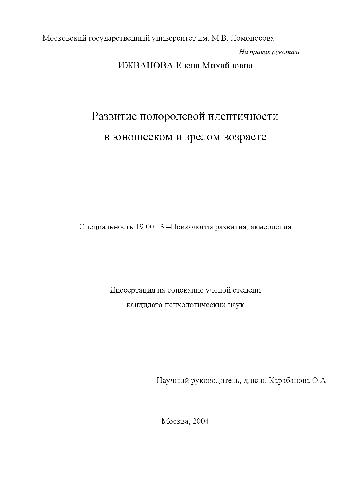 Московский государственный университет им. М.В. Ломоносова
На правах рукописи
ИЖВАНОВА Елена Михайловна
Развитие полоролевой идентичности
в юношеском и зрелом возрасте
Специальность 19.00.13 – Психология развития, акмеология
Диссертация на соискание ученой степени
кандидата психологических наук
Научный руководитель, д.пс.н. Карабанова О.А.
Москва, 2004